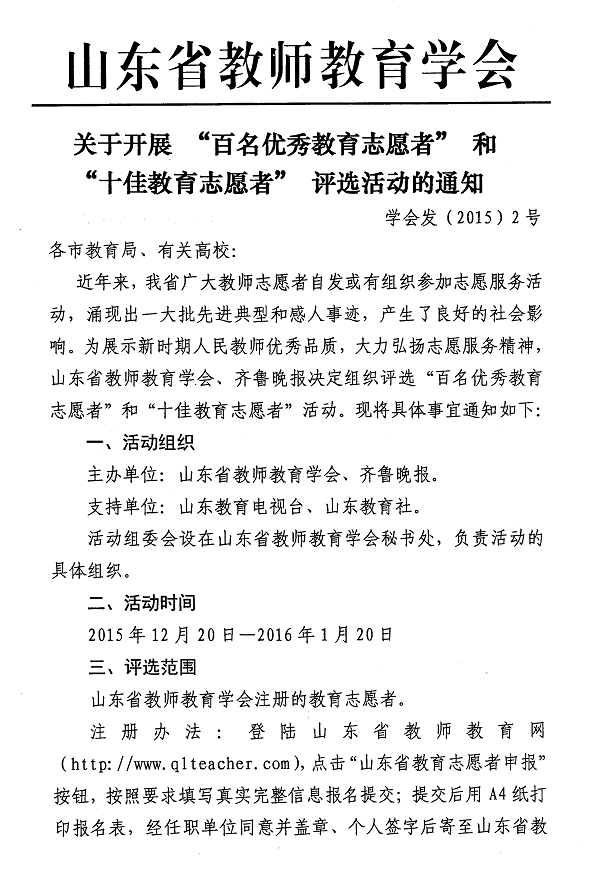 山东省教师教育学会
关于开展 “百名优秀教育志愿者” 和
“十佳教育志愿者” 评选活动的通知
学会发（2015）2号
各市教育局、有关高校：
近年来，我省广大教师志愿者自发或有组织参加志愿服务活
动，涌现出一大批先进典型和感人事迹，产生了良好的社会影
响。为展示新时期人民教师优秀品质，大力弘扬志愿服务精神，
山东省教师教育学会、齐鲁晚报决定组织评选“百名优秀教育
志愿者”和“十佳教育志愿者”活动。现将具体事宜通知如下：
一、活动组织
主办单位：山东省教师教育学会、齐鲁晚报。
支持单位：山东教育电视台、山东教育社。
活动组委会设在山东省教师教育学会秘书处，负责活动的
具体组织。
二、活动时间
2015年12月20日—2016年1月20日
三、评选范围
山东省教师教育学会注册的教育志愿者。
注册办法：登陆山东省教师教育网
（http://www.qlteacher.com），点击“山东省教育志愿者申报”
按钮，按照要求填写真实完整信息报名提交；提交后用A4纸打
印报名表，经任职单位同意并盖章、个人签字后寄至山东省教